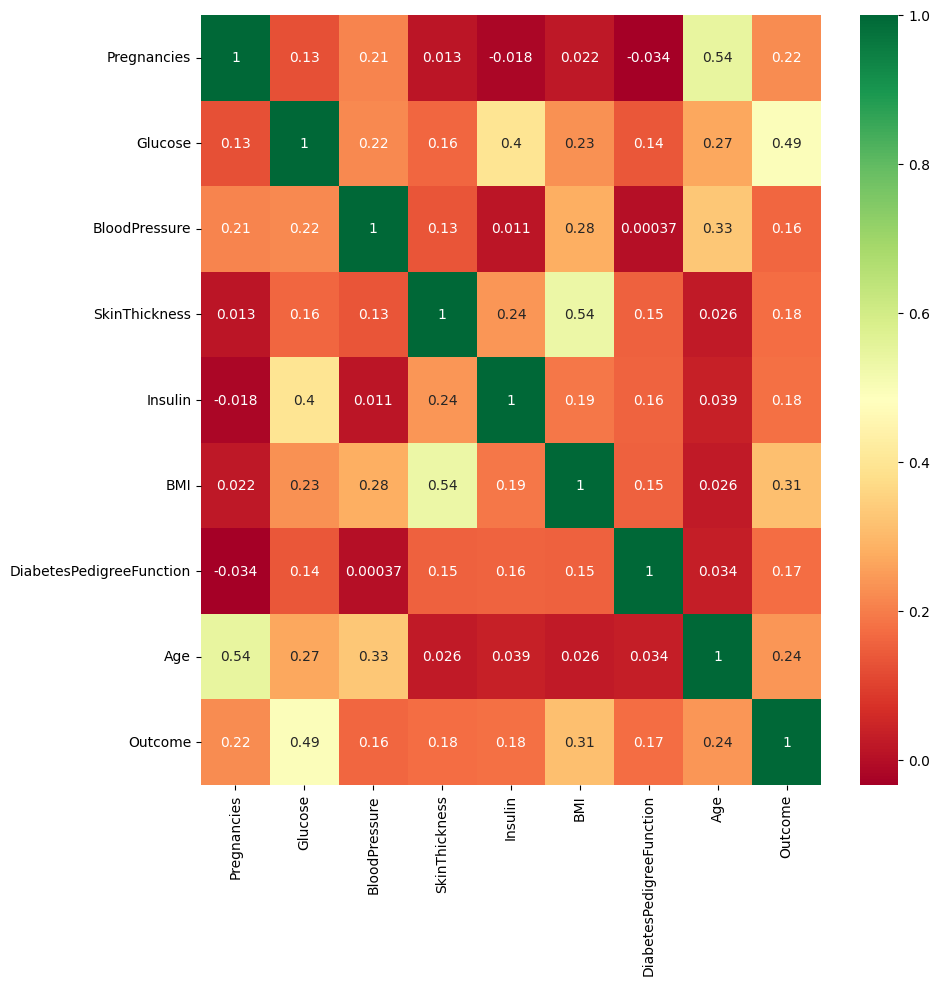 Pregnancies 1 0.13 0.21 0.013 -0.018 0.022 -0.034 0.54 0.22
Glucose 0.13 1 0.22 0.16 0.4 0.23 0.14 0.27 0.49
BloodPressure 0.21 0.22 1 0.13 0.011 0.28 0.00037 0.33 0.16
SkinThickness 0.013 0.16 0.13 1 0.24 0.54 0.15 0.026 0.18
Insulin -0.018 0.4 0.011 0.24 1 0.19 0.16 0.039 0.18
BMI 0.022 0.23 0.28 0.54 0.19 1 0.15 0.026 0.31
DiabetesPedigreeFunction -0.034 0.14 0.00037 0.15 0.16 0.15 1 0.034 0.17
Age 0.54 0.27 0.33 0.026 0.039 0.026 0.034 1 0.24
Outcome 0.22 0.49 0.16 0.18 0.18 0.31 0.17 0.24 1
Pregnancies
Glucose
BloodPressure
SkinThickness
Insulin
BMI
DiabetesPedigreeFunction
Age
Outcome
1.0
0.8
0.6
0.4
0.2
0.0